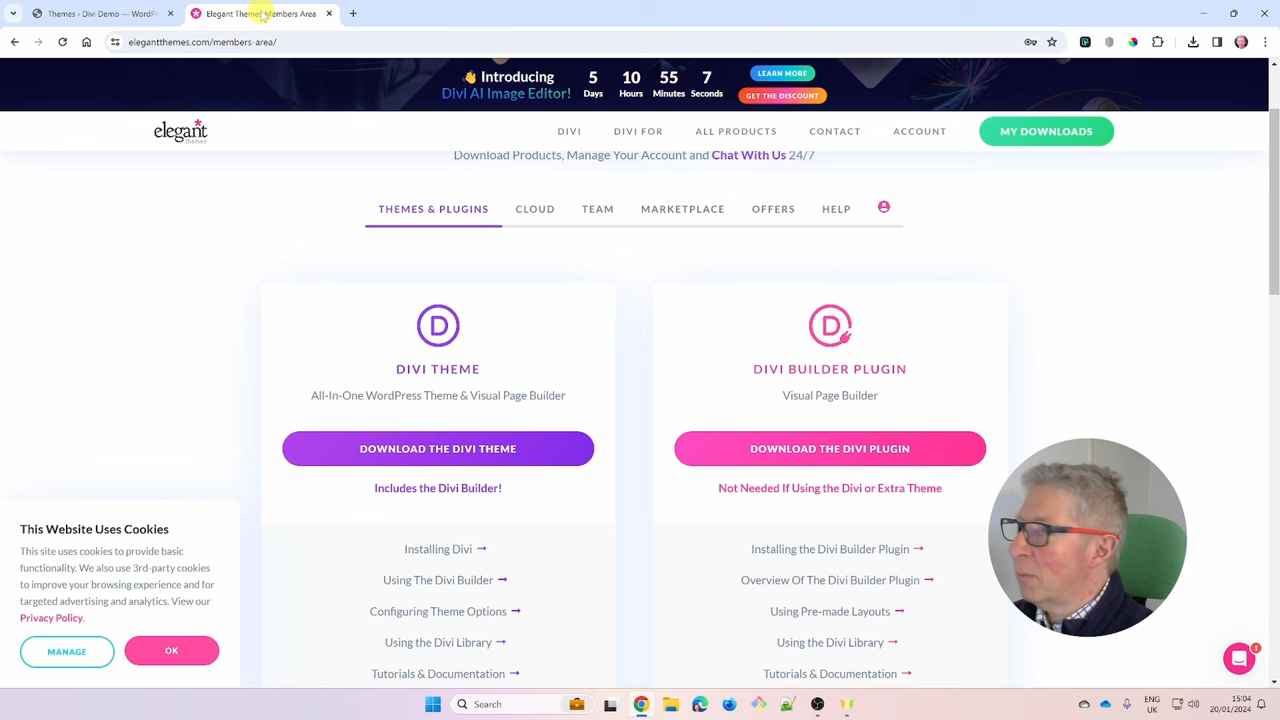 Themes ‹ Divi Demo — WordPr
Elegant Themes Members Area
elegantthemes.com/members-area/
👋 Introducing
Divi AI Image Editor!
5 10 55 7
Days Hours Minutes Seconds
LEARN MORE
GET THE DISCOUNT
elegant themes
DIVI DIVI FOR ALL PRODUCTS CONTACT ACCOUNT MY DOWNLOADS
Download Products, Manage Your Account and Chat With Us 24/7
THEMES & PLUGINS CLOUD TEAM MARKETPLACE OFFERS HELP
D
DIVI THEME
All-In-One WordPress Theme & Visual Page Builder
DOWNLOAD THE DIVI THEME
Includes the Divi Builder!
Installing Divi →
Using The Divi Builder →
Configuring Theme Options →
Using the Divi Library →
Tutorials & Documentation →
D
DIVI BUILDER PLUGIN
Visual Page Builder
DOWNLOAD THE DIVI PLUGIN
Not Needed If Using the Divi or Extra Theme
Installing the Divi Builder Plugin →
Overview Of The Divi Builder Plugin →
Using Pre-made Layouts →
Using the Divi Library →
Tutorials & Documentation →
This Website Uses Cookies
This site uses cookies to provide basic
functionality. We also use 3rd-party cookies
to improve your browsing experience and for
targeted advertising and analytics. View our
Privacy Policy.
MANAGE OK
1
Search
ENG
UK
15:04
20/01/2024